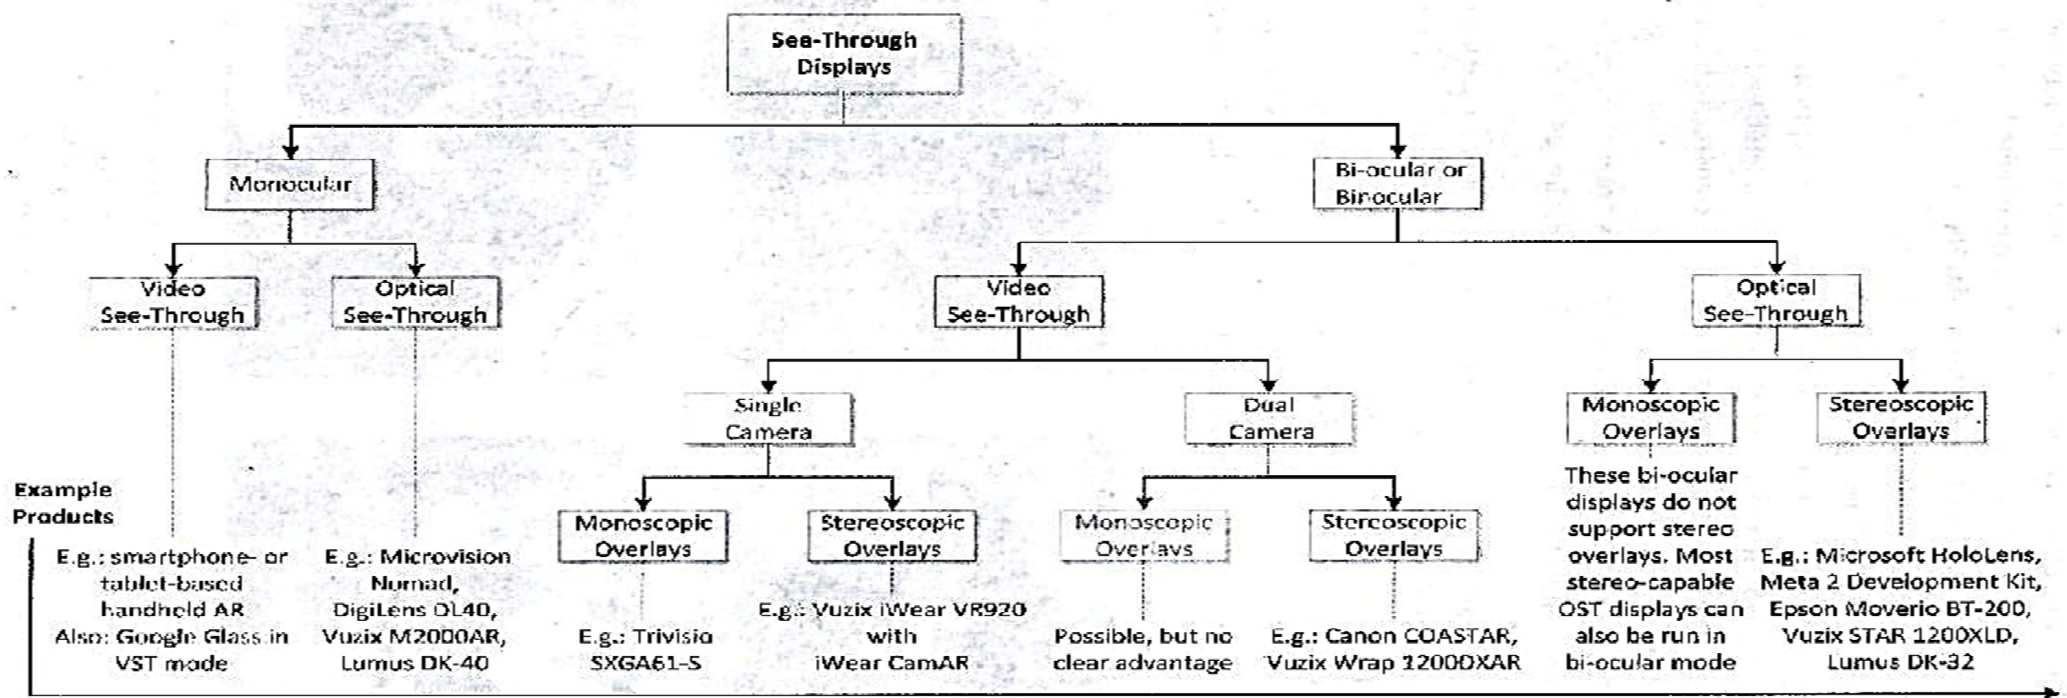 See-Through
Displays
Monocular
Bi-ocular or
Binocular
Video
See-Through
Optical
See-Through
Video
See-Through
Optical
See-Through
Single
Camera
Dual
Camera
Monoscopic
Overlays
Stereoscopic
Overlays
Monoscopic
Overlays
Stereoscopic
Overlays
Monoscopic
Overlays
Stereoscopic
Overlays
Example
Products
E.g.: smartphone- or
tablet-based
handheld AR
Also: Google Glass in
VST mode
E.g.: Microvision
Nomad,
DigiLens DL40,
Vuzix M2000AR,
Lumus DK-40
E.g.: Trivisio
SXGA61-S
E.g.: Vuzix iWear VR920
with
iWear CamAR
Possible, but no
clear advantage
E.g.: Canon COASTAR,
Vuzix Wrap 1200DXAR
These bi-ocular
displays do not
support stereo
overlays. Most
stereo-capable
OST displays can
also be run in
bi-ocular mode
E.g.: Microsoft HoloLens,
Meta 2 Development Kit,
Epson Moverio BT-200,
Vuzix STAR 1200XLD,
Lumus DK-32